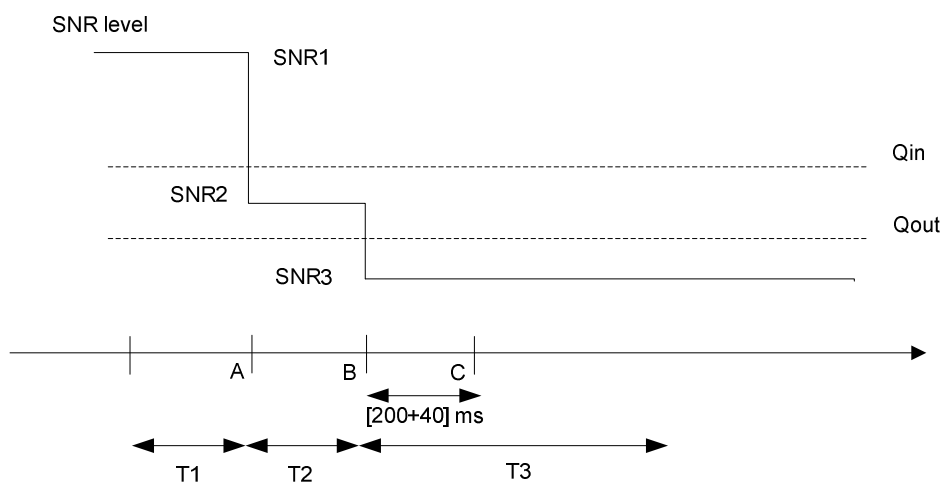 SNR level
SNR1
Qin
SNR2
Qout
SNR3
A B C
[200+40] ms
T1 T2 T3